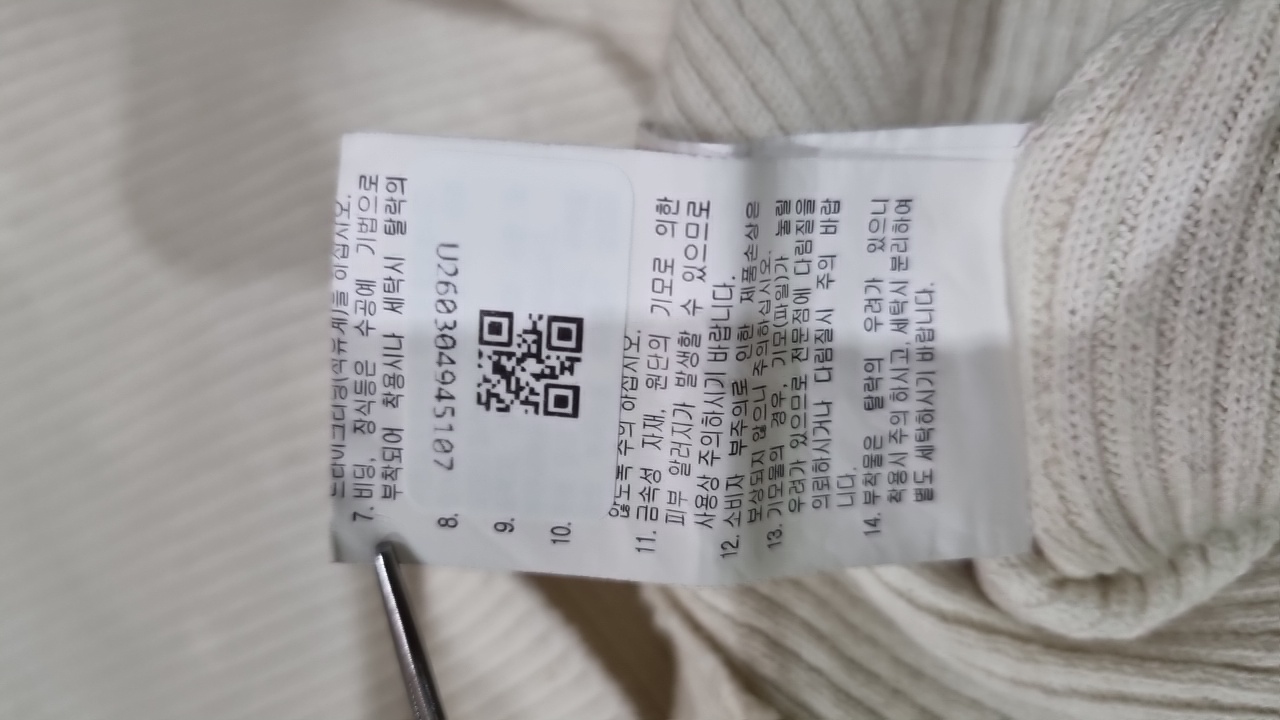 드라이크리닝(석유계)를 하십시오.
7. 비딩, 장식등은 수공예 기법으로
부착되어 착용시나 세탁시 탈락의
8.
U260304945107
9.
10.
않도록 주의 하십시오.
11. 금속성 자재, 원단의 기모로 의한
피부 알러지가 발생할 수 있으므로
사용상 주의하시기 바랍니다.
12. 소비자 부주의로 인한 제품손상은
보상되지 않으니 주의하십시오.
13. 기모물의 경우, 기모(파일)가 눌릴
우려가 있으므로 전문점에 다림질을
의뢰하시거나 다림질시 주의 바랍
니다.
14. 부착물은 탈락의 우려가 있으니
착용시 주의 하시고, 세탁시 분리하여
별도 세탁하시기 바랍니다.